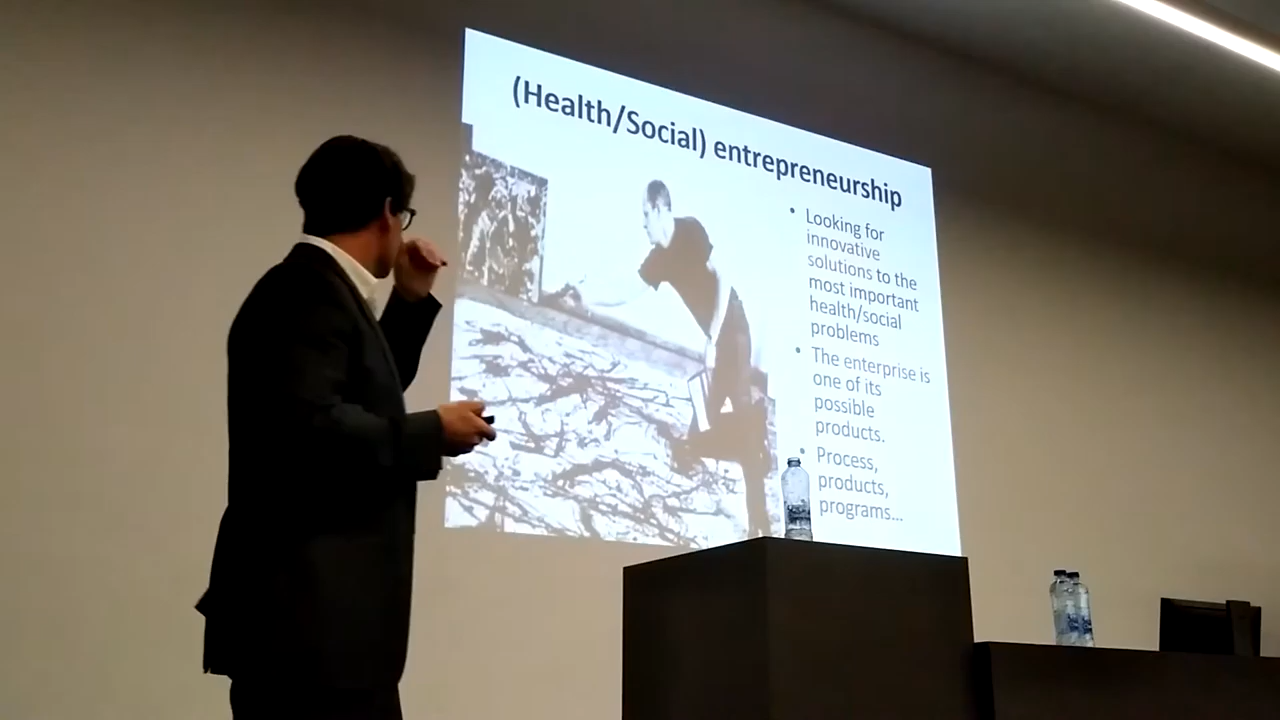 (Health/Social) entrepreneurship
• Looking for
innovative
solutions to the
most important
health/social
problems
• The enterprise is
one of its
possible
products.
• Process,
products,
programs...